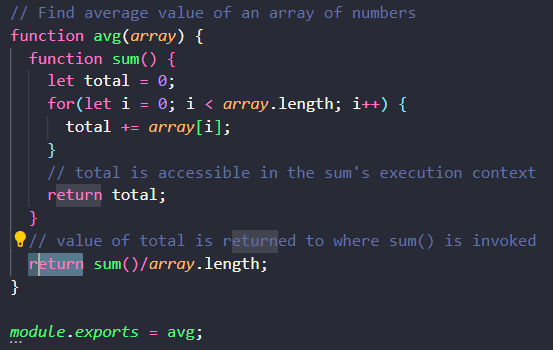 // Find average value of an array of numbers
function avg(array) {
  function sum() {
    let total = 0;
    for(let i = 0; i < array.length; i++) {
      total += array[i];
    }
    // total is accessible in the sum's execution context
    return total;
  }
  // value of total is returned to where sum() is invoked
  return sum()/array.length;
}

module.exports = avg;